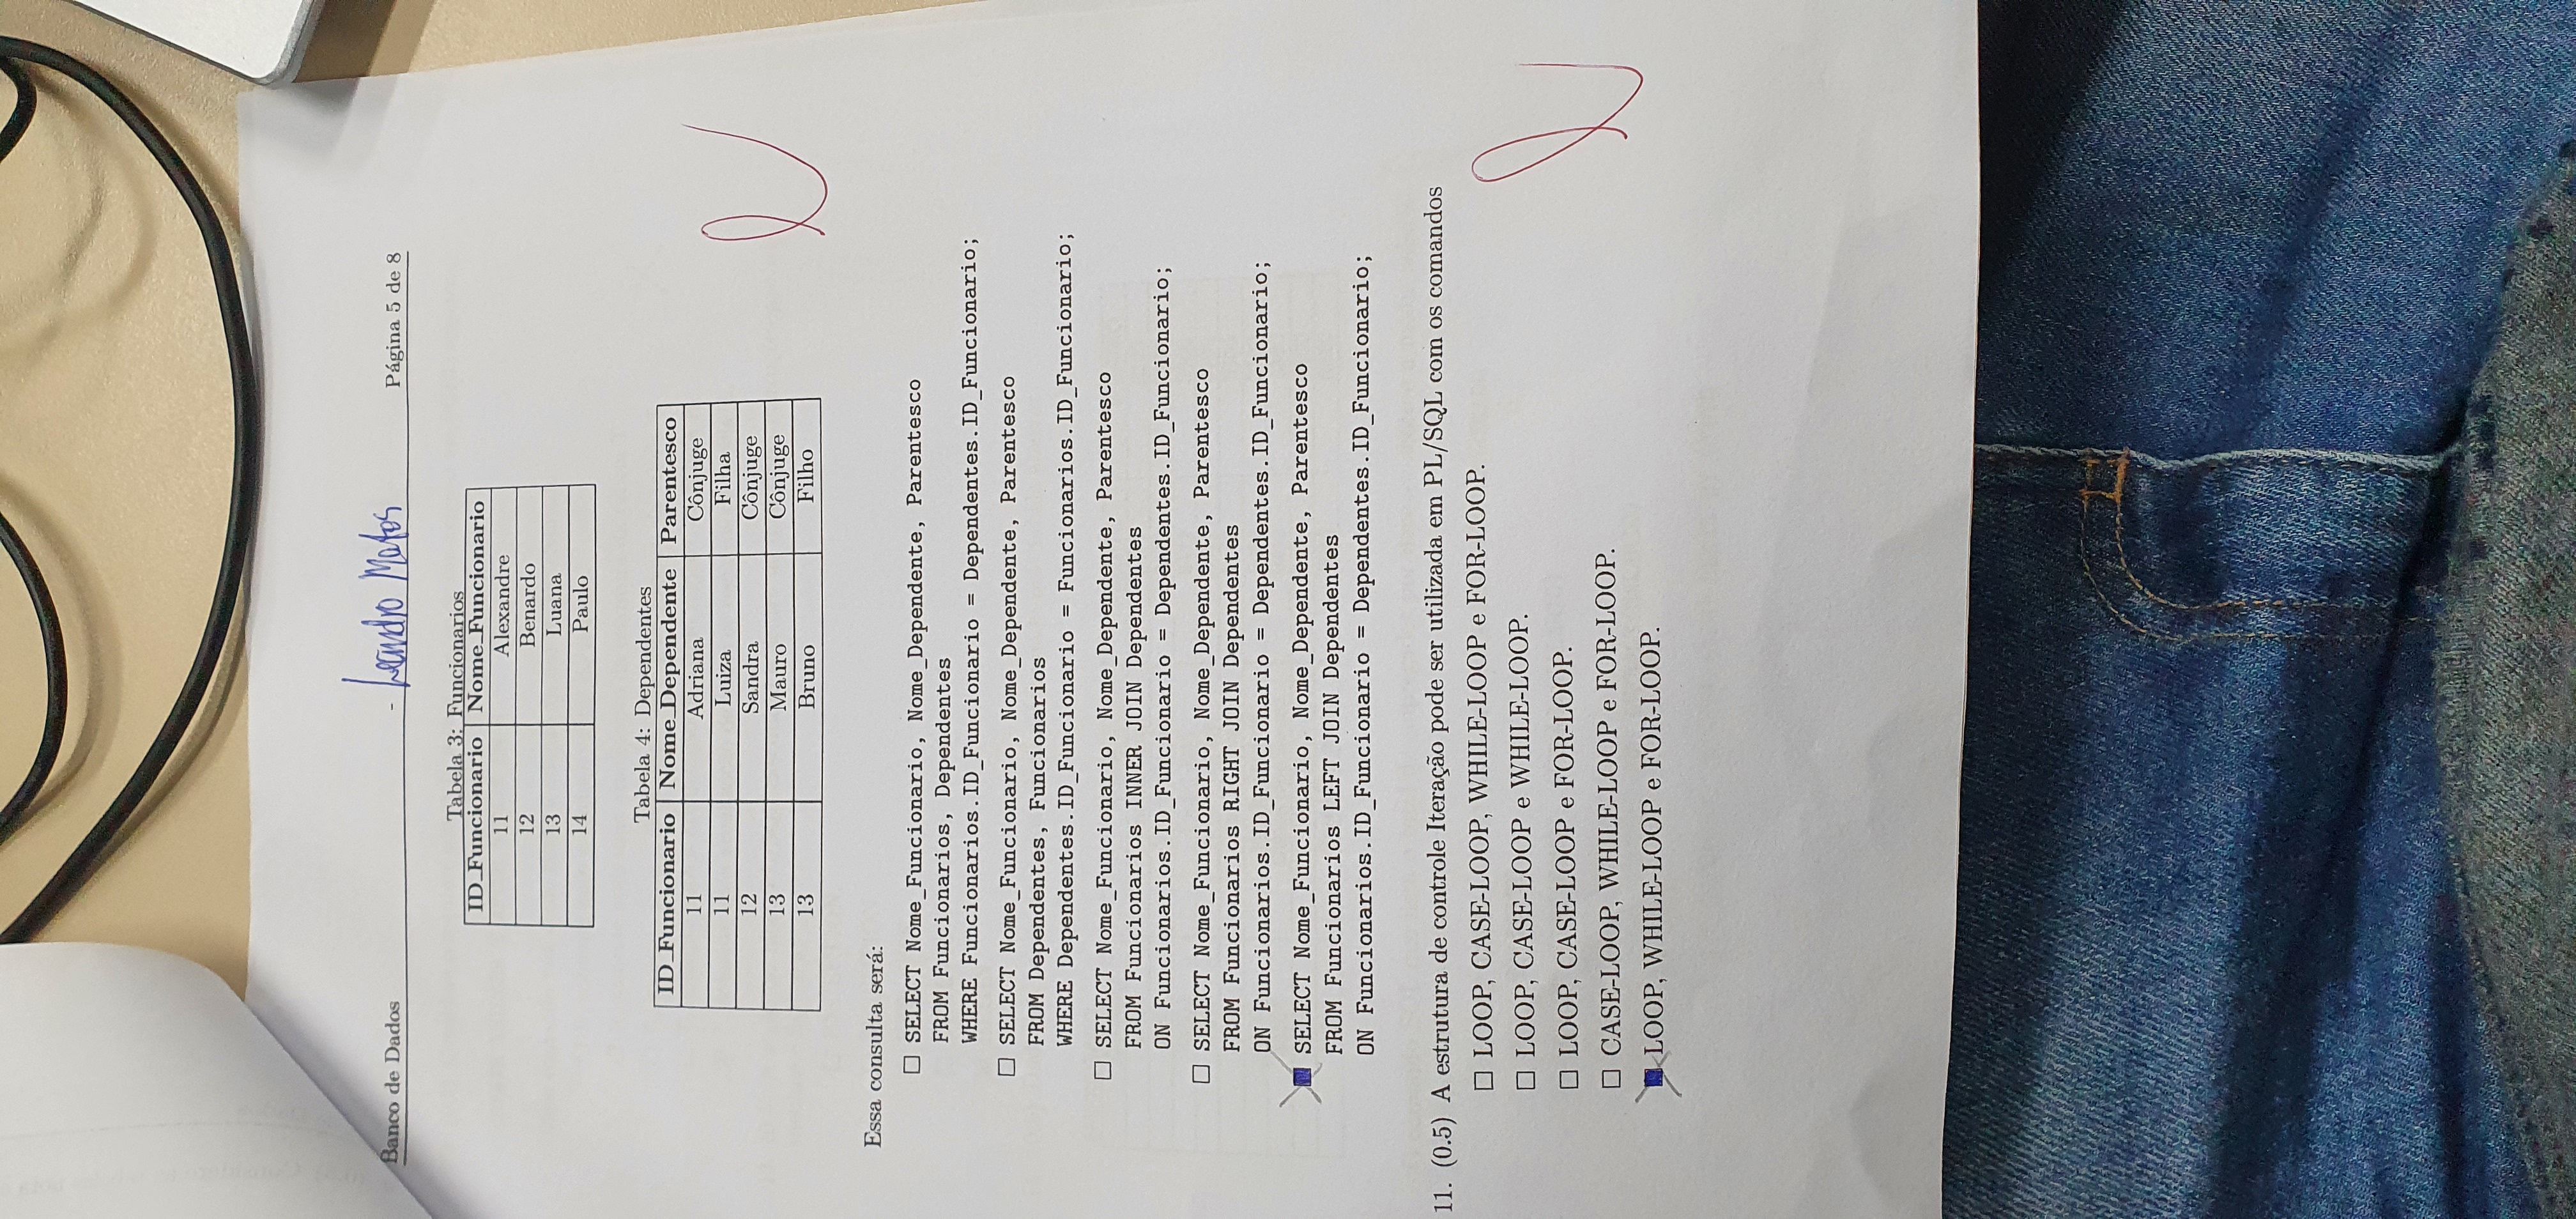 Banco de Dados - Leandro Matos Página 5 de 8
Tabela 3: Funcionarios
ID_Funcionario Nome_Funcionario
11 Alexandre
12 Benardo
13 Luana
14 Paulo
Tabela 4: Dependentes
ID_Funcionario Nome_Dependente Parentesco
11 Adriana Cônjuge
11 Luiza Filha
12 Sandra Cônjuge
13 Mauro Cônjuge
13 Bruno Filho
Essa consulta será:
SELECT Nome_Funcionario, Nome_Dependente, Parentesco
FROM Funcionarios, Dependentes
WHERE Funcionarios.ID_Funcionario = Dependentes.ID_Funcionario;
SELECT Nome_Funcionario, Nome_Dependente, Parentesco
FROM Dependentes, Funcionarios
WHERE Dependentes.ID_Funcionario = Funcionarios.ID_Funcionario;
SELECT Nome_Funcionario, Nome_Dependente, Parentesco
FROM Funcionarios INNER JOIN Dependentes
ON Funcionarios.ID_Funcionario = Dependentes.ID_Funcionario;
SELECT Nome_Funcionario, Nome_Dependente, Parentesco
FROM Funcionarios RIGHT JOIN Dependentes
ON Funcionarios.ID_Funcionario = Dependentes.ID_Funcionario;
SELECT Nome_Funcionario, Nome_Dependente, Parentesco
FROM Funcionarios LEFT JOIN Dependentes
ON Funcionarios.ID_Funcionario = Dependentes.ID_Funcionario;
11. (0.5) A estrutura de controle Iteração pode ser utilizada em PL/SQL com os comandos
LOOP, CASE-LOOP, WHILE-LOOP e FOR-LOOP.
LOOP, CASE-LOOP e WHILE-LOOP.
LOOP, CASE-LOOP e FOR-LOOP.
CASE-LOOP, WHILE-LOOP e FOR-LOOP.
LOOP, WHILE-LOOP e FOR-LOOP.